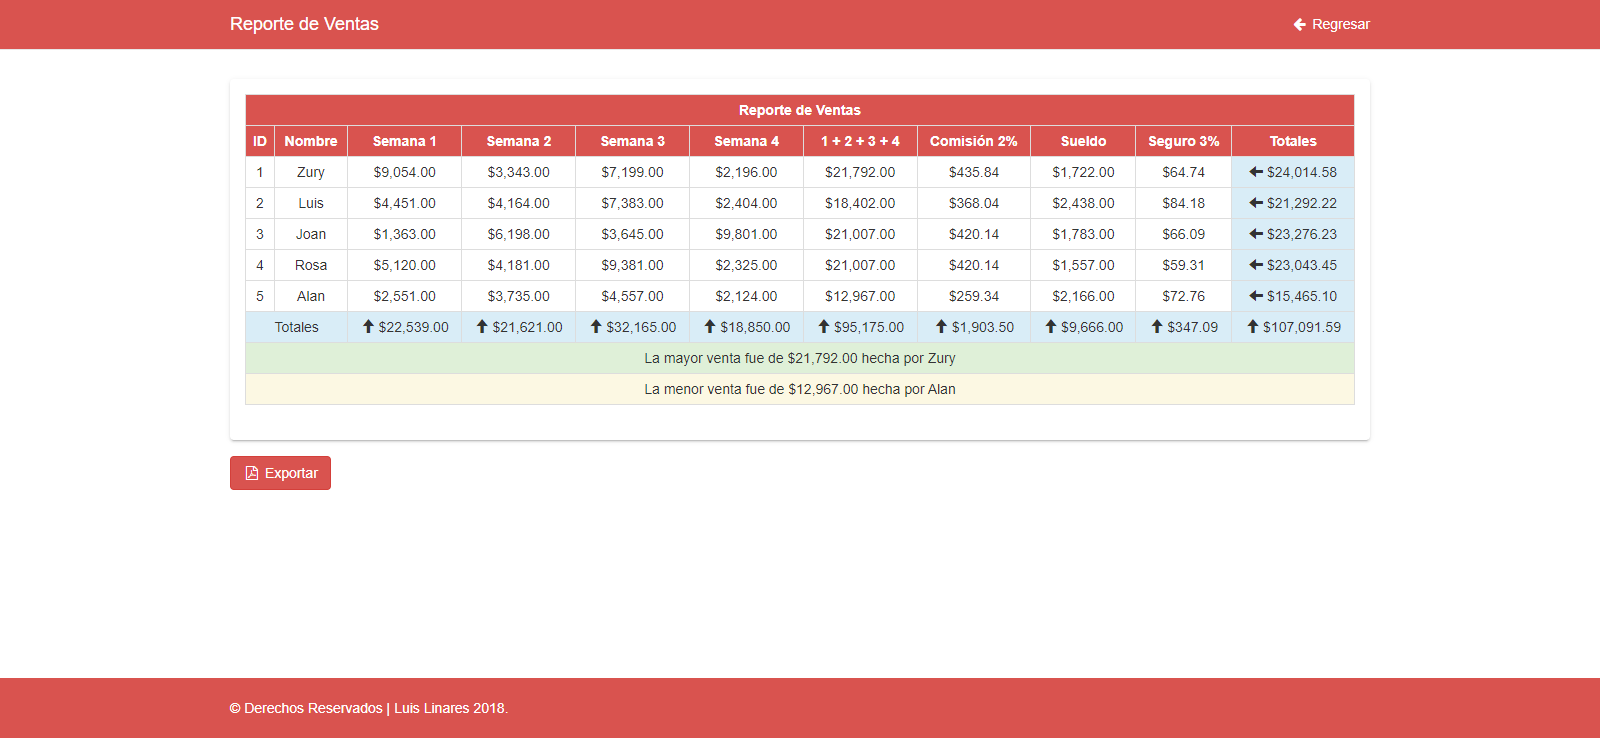 Reporte de Ventas
Regresar
Reporte de Ventas
ID Nombre Semana 1 Semana 2 Semana 3 Semana 4 1 + 2 + 3 + 4 Comisión 2% Sueldo Seguro 3% Totales
1 Zury $9,054.00 $3,343.00 $7,199.00 $2,196.00 $21,792.00 $435.84 $1,722.00 $64.74 $24,014.58
2 Luis $4,451.00 $4,164.00 $7,383.00 $2,404.00 $18,402.00 $368.04 $2,438.00 $84.18 $21,292.22
3 Joan $1,363.00 $6,198.00 $3,645.00 $9,801.00 $21,007.00 $420.14 $1,783.00 $66.09 $23,276.23
4 Rosa $5,120.00 $4,181.00 $9,381.00 $2,325.00 $21,007.00 $420.14 $1,557.00 $59.31 $23,043.45
5 Alan $2,551.00 $3,735.00 $4,557.00 $2,124.00 $12,967.00 $259.34 $2,166.00 $72.76 $15,465.10
Totales $22,539.00 $21,621.00 $32,165.00 $18,850.00 $95,175.00 $1,903.50 $9,666.00 $347.09 $107,091.59
La mayor venta fue de $21,792.00 hecha por Zury
La menor venta fue de $12,967.00 hecha por Alan
Exportar
© Derechos Reservados | Luis Linares 2018.